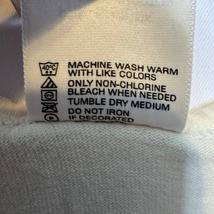 40°C MACHINE WASH WARM
WITH LIKE COLORS
ONLY NON-CHLORINE
BLEACH WHEN NEEDED
TUMBLE DRY MEDIUM
DO NOT IRON
IF DECORATED